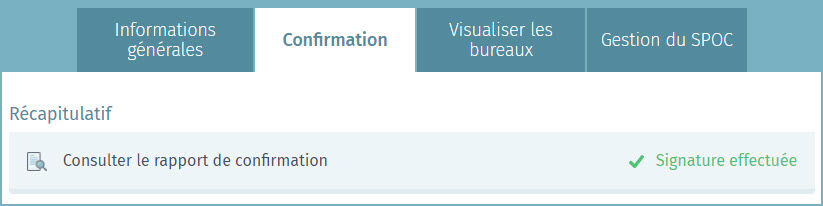 Informations
générales
Confirmation
Visualiser les
bureaux
Gestion du SPOC
Récapitulatif
Consulter le rapport de confirmation
Signature effectuée